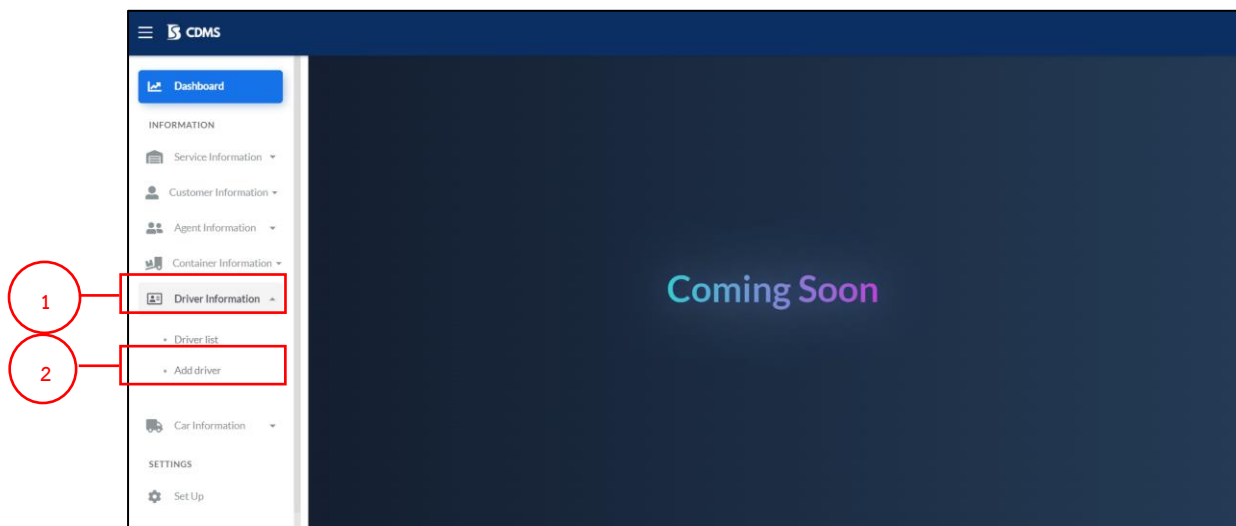 CDMS
Dashboard
INFORMATION
Service Information
Customer Information
Agent Information
Container Information
1
Driver Information
Driver list
2
Add driver
Car Information
SETTINGS
Set Up
Coming Soon